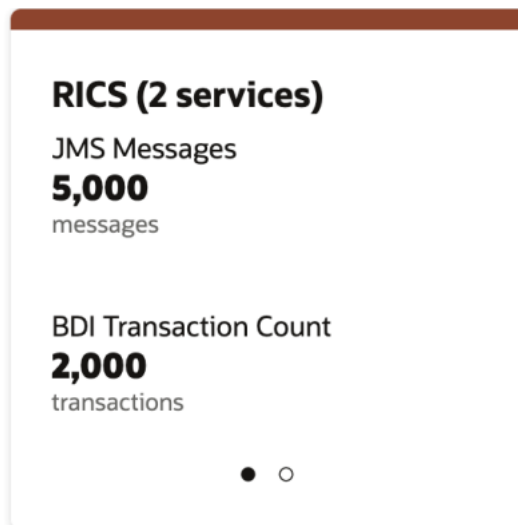 RICS (2 services)
JMS Messages
5,000
messages
BDI Transaction Count
2,000
transactions